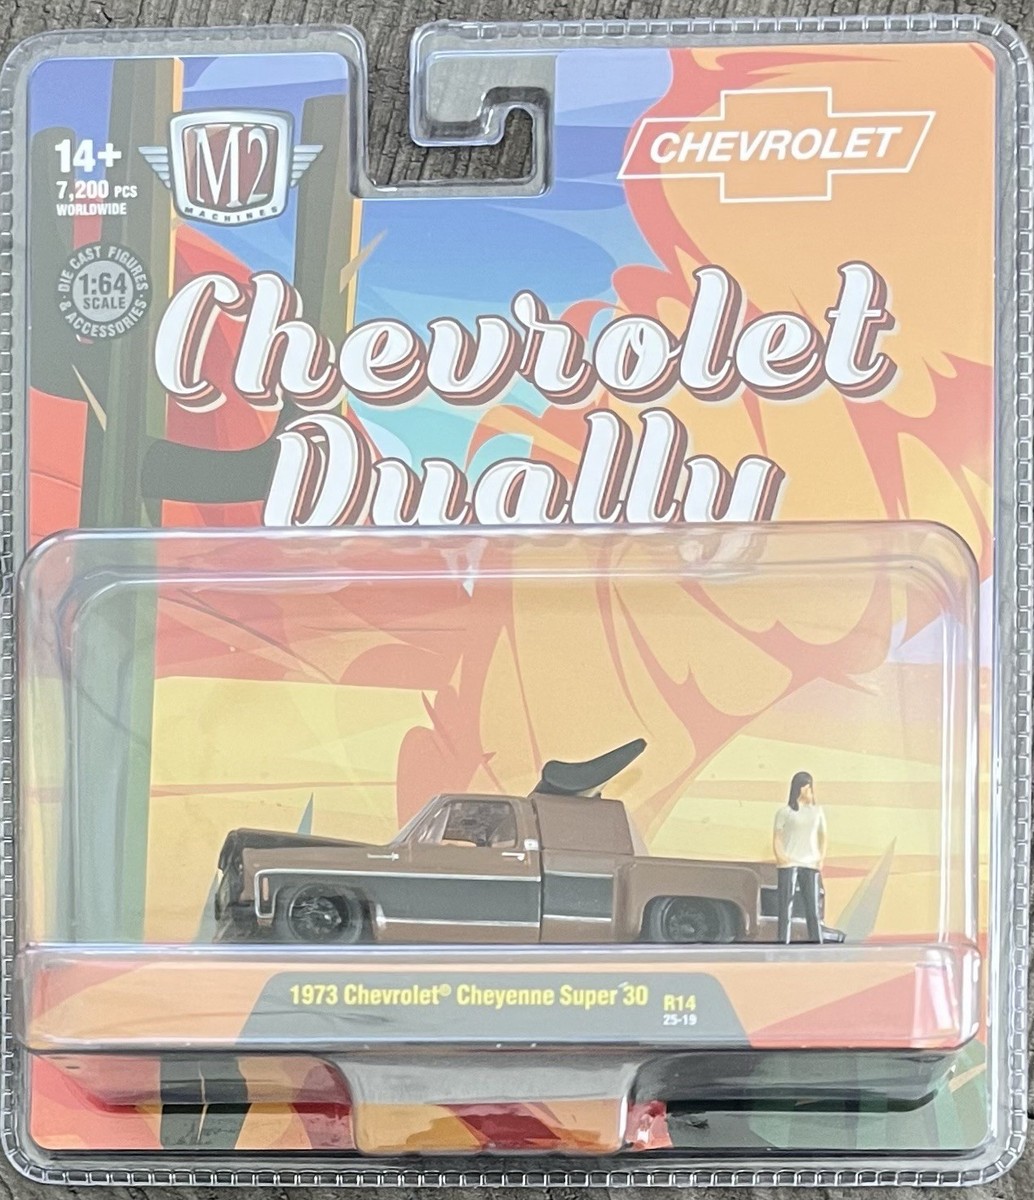 14+
7,200 PCS
WORLDWIDE
M2
MACHINES
CHEVROLET
DIE CAST FIGURES
1:64
SCALE
& ACCESSORIES
Chevrolet
Dually
1973 Chevrolet® Cheyenne Super 30
R14
25-19